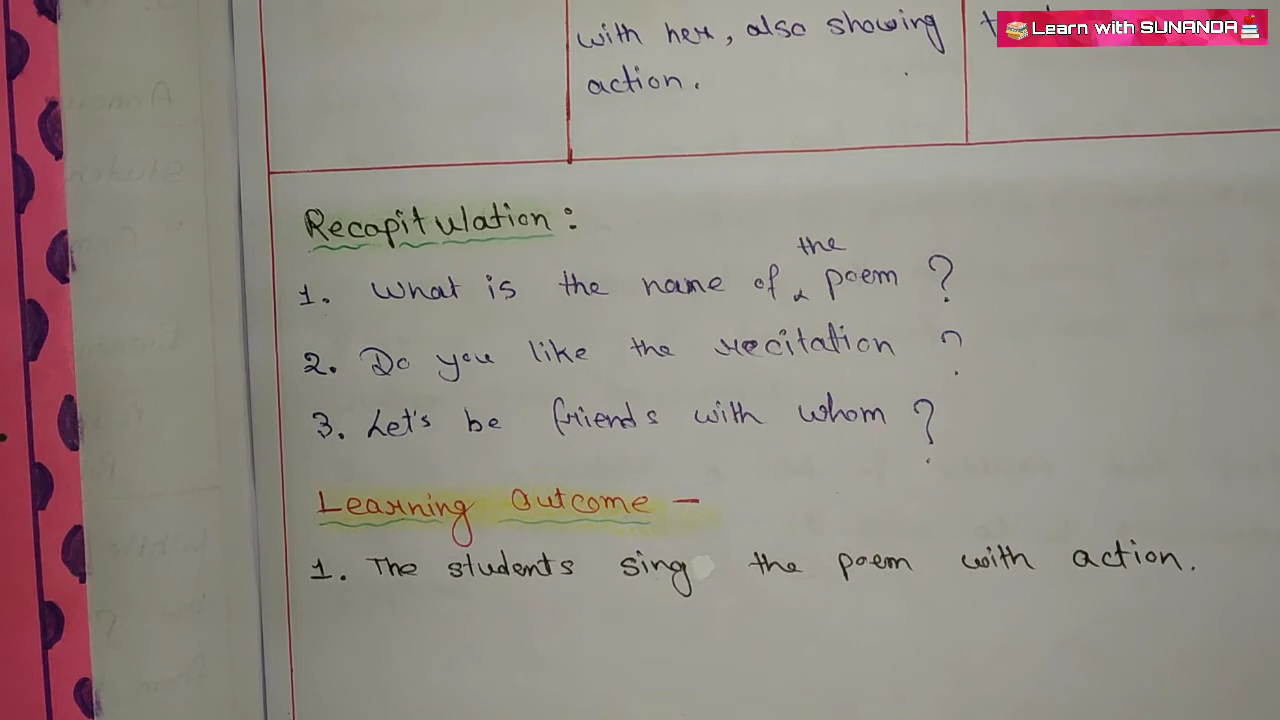 Learn with SUNANDA
with her, also showing
action.
Recapitulation :
the
1. What is the name of poem ?
2. Do you like the recitation ?
3. Let's be friends with whom ?
Learning Outcome -
1. The students sing the poem with action.